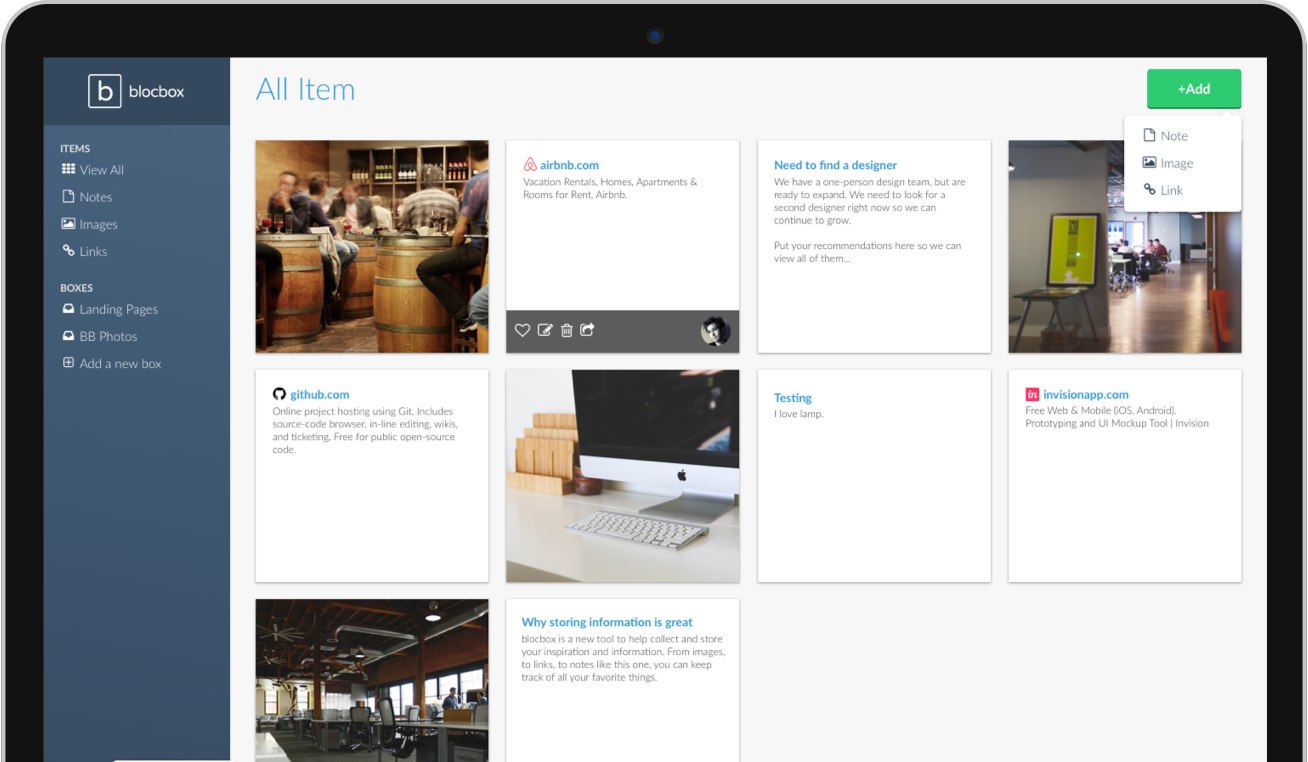 b blocbox
ITEMS
View All
Notes
Images
Links
BOXES
Landing Pages
BB Photos
Add a new box
All Item
+Add
Note
Image
Link
airbnb.com
Vacation Rentals, Homes, Apartments &
Rooms for Rent, Airbnb.
Need to find a designer
We have a one-person design team, but are
ready to expand. We need to look for a
second designer right now so we can
continue to grow.
Put your recommendations here so we can
view all of them...
github.com
Online project hosting using Git. Includes
source-code browser, in-line editing, wikis,
and ticketing. Free for public open-source
code.
Testing
I love lamp.
in invisionapp.com
Free Web & Mobile (iOS, Android).
Prototyping and UI Mockup Tool | Invision
Why storing information is great
blocbox is a new tool to help collect and store
your inspiration and information. From images,
to links, to notes like this one, you can keep
track of all your favorite things.